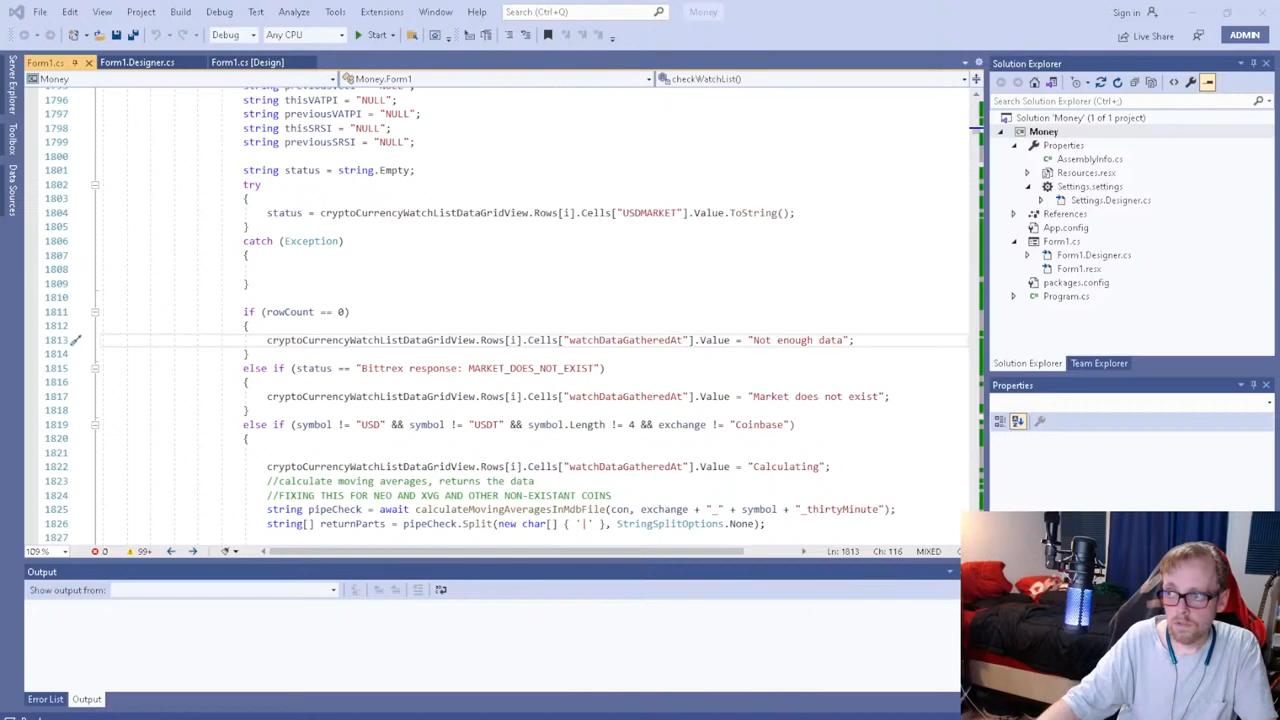 File Edit View Git Project Build Debug Test Analyze Tools Extensions Window Help Search (Ctrl+Q) Money Sign in
Debug Any CPU Start Live Share ADMIN
Form1.cs Form1.Designer.cs Form1.cs [Design]
Money Money.Form1 checkWatchList()
Server Explorer
Toolbox
Data Sources
1796 string thisVATPI = "NULL";
1797 string previousVATPI = "NULL";
1798 string thisSRSI = "NULL";
1799 string previousSRSI = "NULL";
1800
1801 string status = string.Empty;
1802 try
1803 {
1804 status = cryptoCurrencyWatchListDataGridView.Rows[i].Cells["USDMARKET"].Value.ToString();
1805 }
1806 catch (Exception)
1807 {
1808
1809 }
1810
1811 if (rowCount == 0)
1812 {
1813 cryptoCurrencyWatchListDataGridView.Rows[i].Cells["watchDataGatheredAt"].Value = "Not enough data";
1814 }
1815 else if (status == "Bittrex response: MARKET_DOES_NOT_EXIST")
1816 {
1817 cryptoCurrencyWatchListDataGridView.Rows[i].Cells["watchDataGatheredAt"].Value = "Market does not exist";
1818 }
1819 else if (symbol != "USD" && symbol != "USDT" && symbol.Length != 4 && exchange != "Coinbase")
1820 {
1821
1822 cryptoCurrencyWatchListDataGridView.Rows[i].Cells["watchDataGatheredAt"].Value = "Calculating";
1823 //calculate moving averages, returns the data
1824 //FIXING THIS FOR NEO AND XVG AND OTHER NON-EXISTANT COINS
1825 string pipeCheck = await calculateMovingAveragesInMdbFile(con, exchange + "_" + symbol + "_thirtyMinute");
1826 string[] returnParts = pipeCheck.Split(new char[] { '|' }, StringSplitOptions.None);
1827
109 % 0 99+ Ln: 1813 Ch: 116 MIXED
Output
Show output from:
Error List Output
Solution Explorer
Search Solution Explorer (Ctrl+;)
Solution 'Money' (1 of 1 project)
Money
Properties
AssemblyInfo.cs
Resources.resx
Settings.settings
Settings.Designer.cs
References
App.config
Form1.cs
Form1.Designer.cs
Form1.resx
packages.config
Program.cs
Solution Explorer Team Explorer
Properties